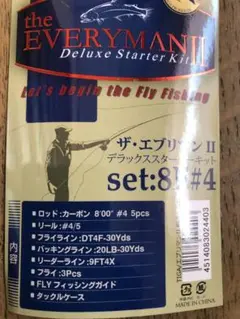 the EVERYMAN II
Deluxe Starter Kit
Let's begin the Fly Fishing
ザ・エブリマン II
デラックススターターキット
set:8F#4
内容
■ロッド:カーボン 8'00" #4 5pcs
■リール:#4/5
■フライライン:DT4F-30Yds
■バッキングライン:20LB-30Yds
■リーダーライン:9FT4X
■フライ:3Pcs
■FLY フィッシングガイド
■タックルケース
4514083024403
MADE IN CHINA